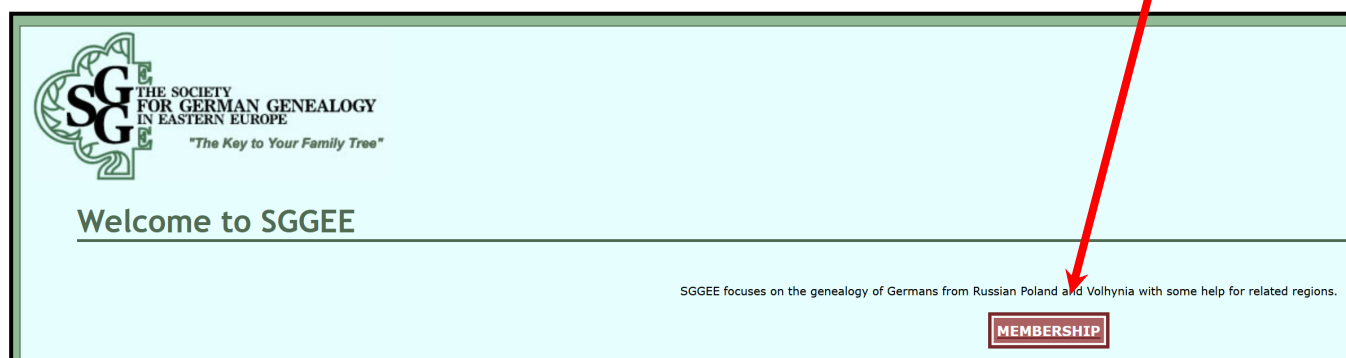 SGGEE
THE SOCIETY
FOR GERMAN GENEALOGY
IN EASTERN EUROPE
"The Key to Your Family Tree"
Welcome to SGGEE
SGGEE focuses on the genealogy of Germans from Russian Poland and Volhynia with some help for related regions.
MEMBERSHIP